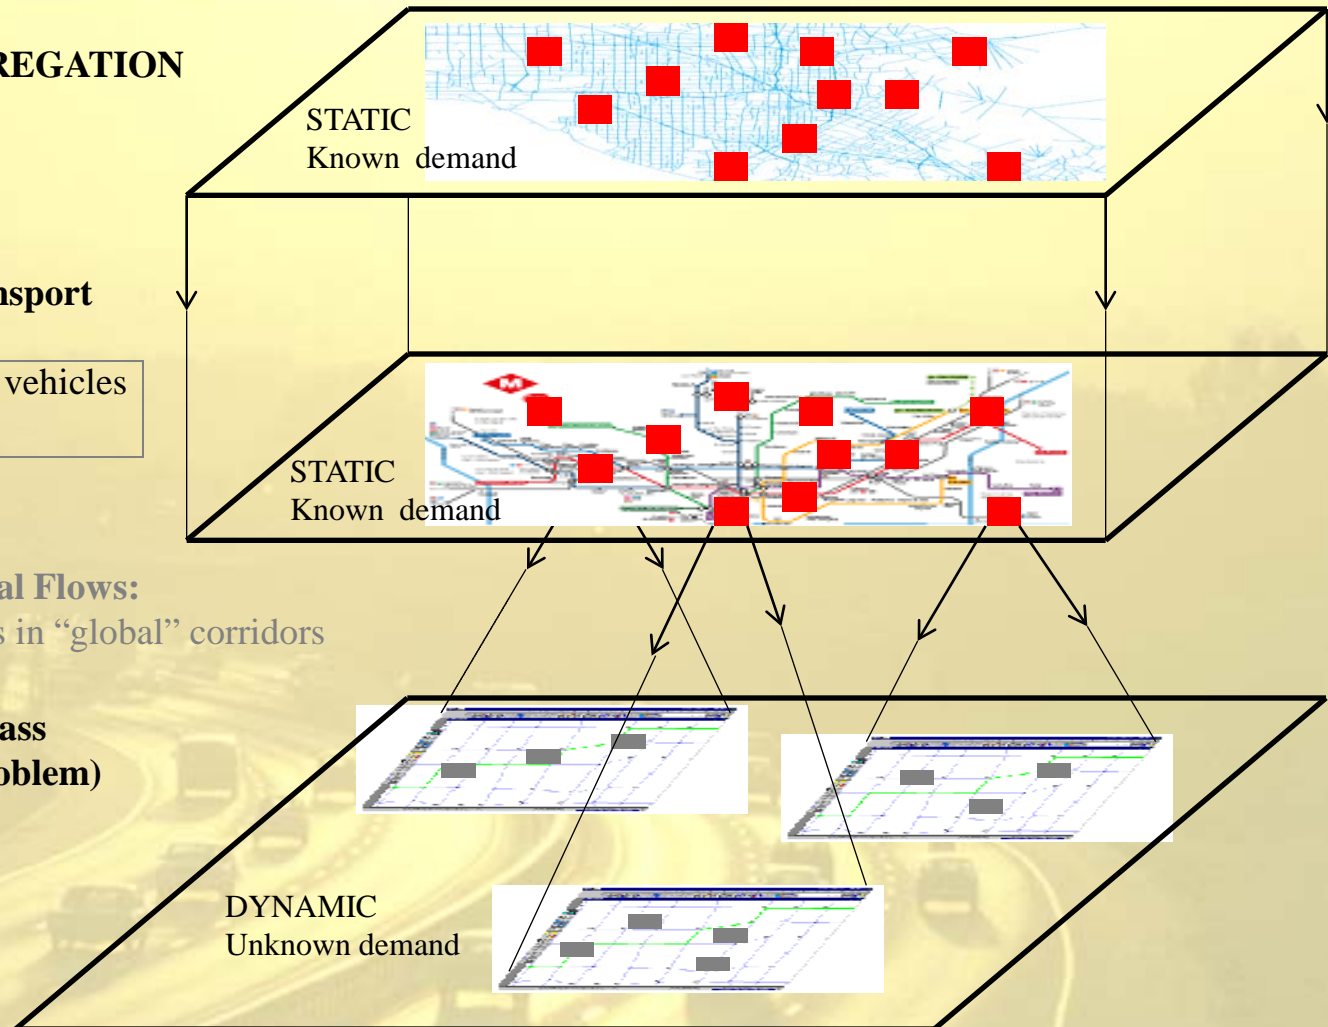 REGATION
STATIC
Known demand
nsport
vehicles
M
STATIC
Known demand
al Flows:
s in “global” corridors
ass
oblem)
DYNAMIC
Unknown demand